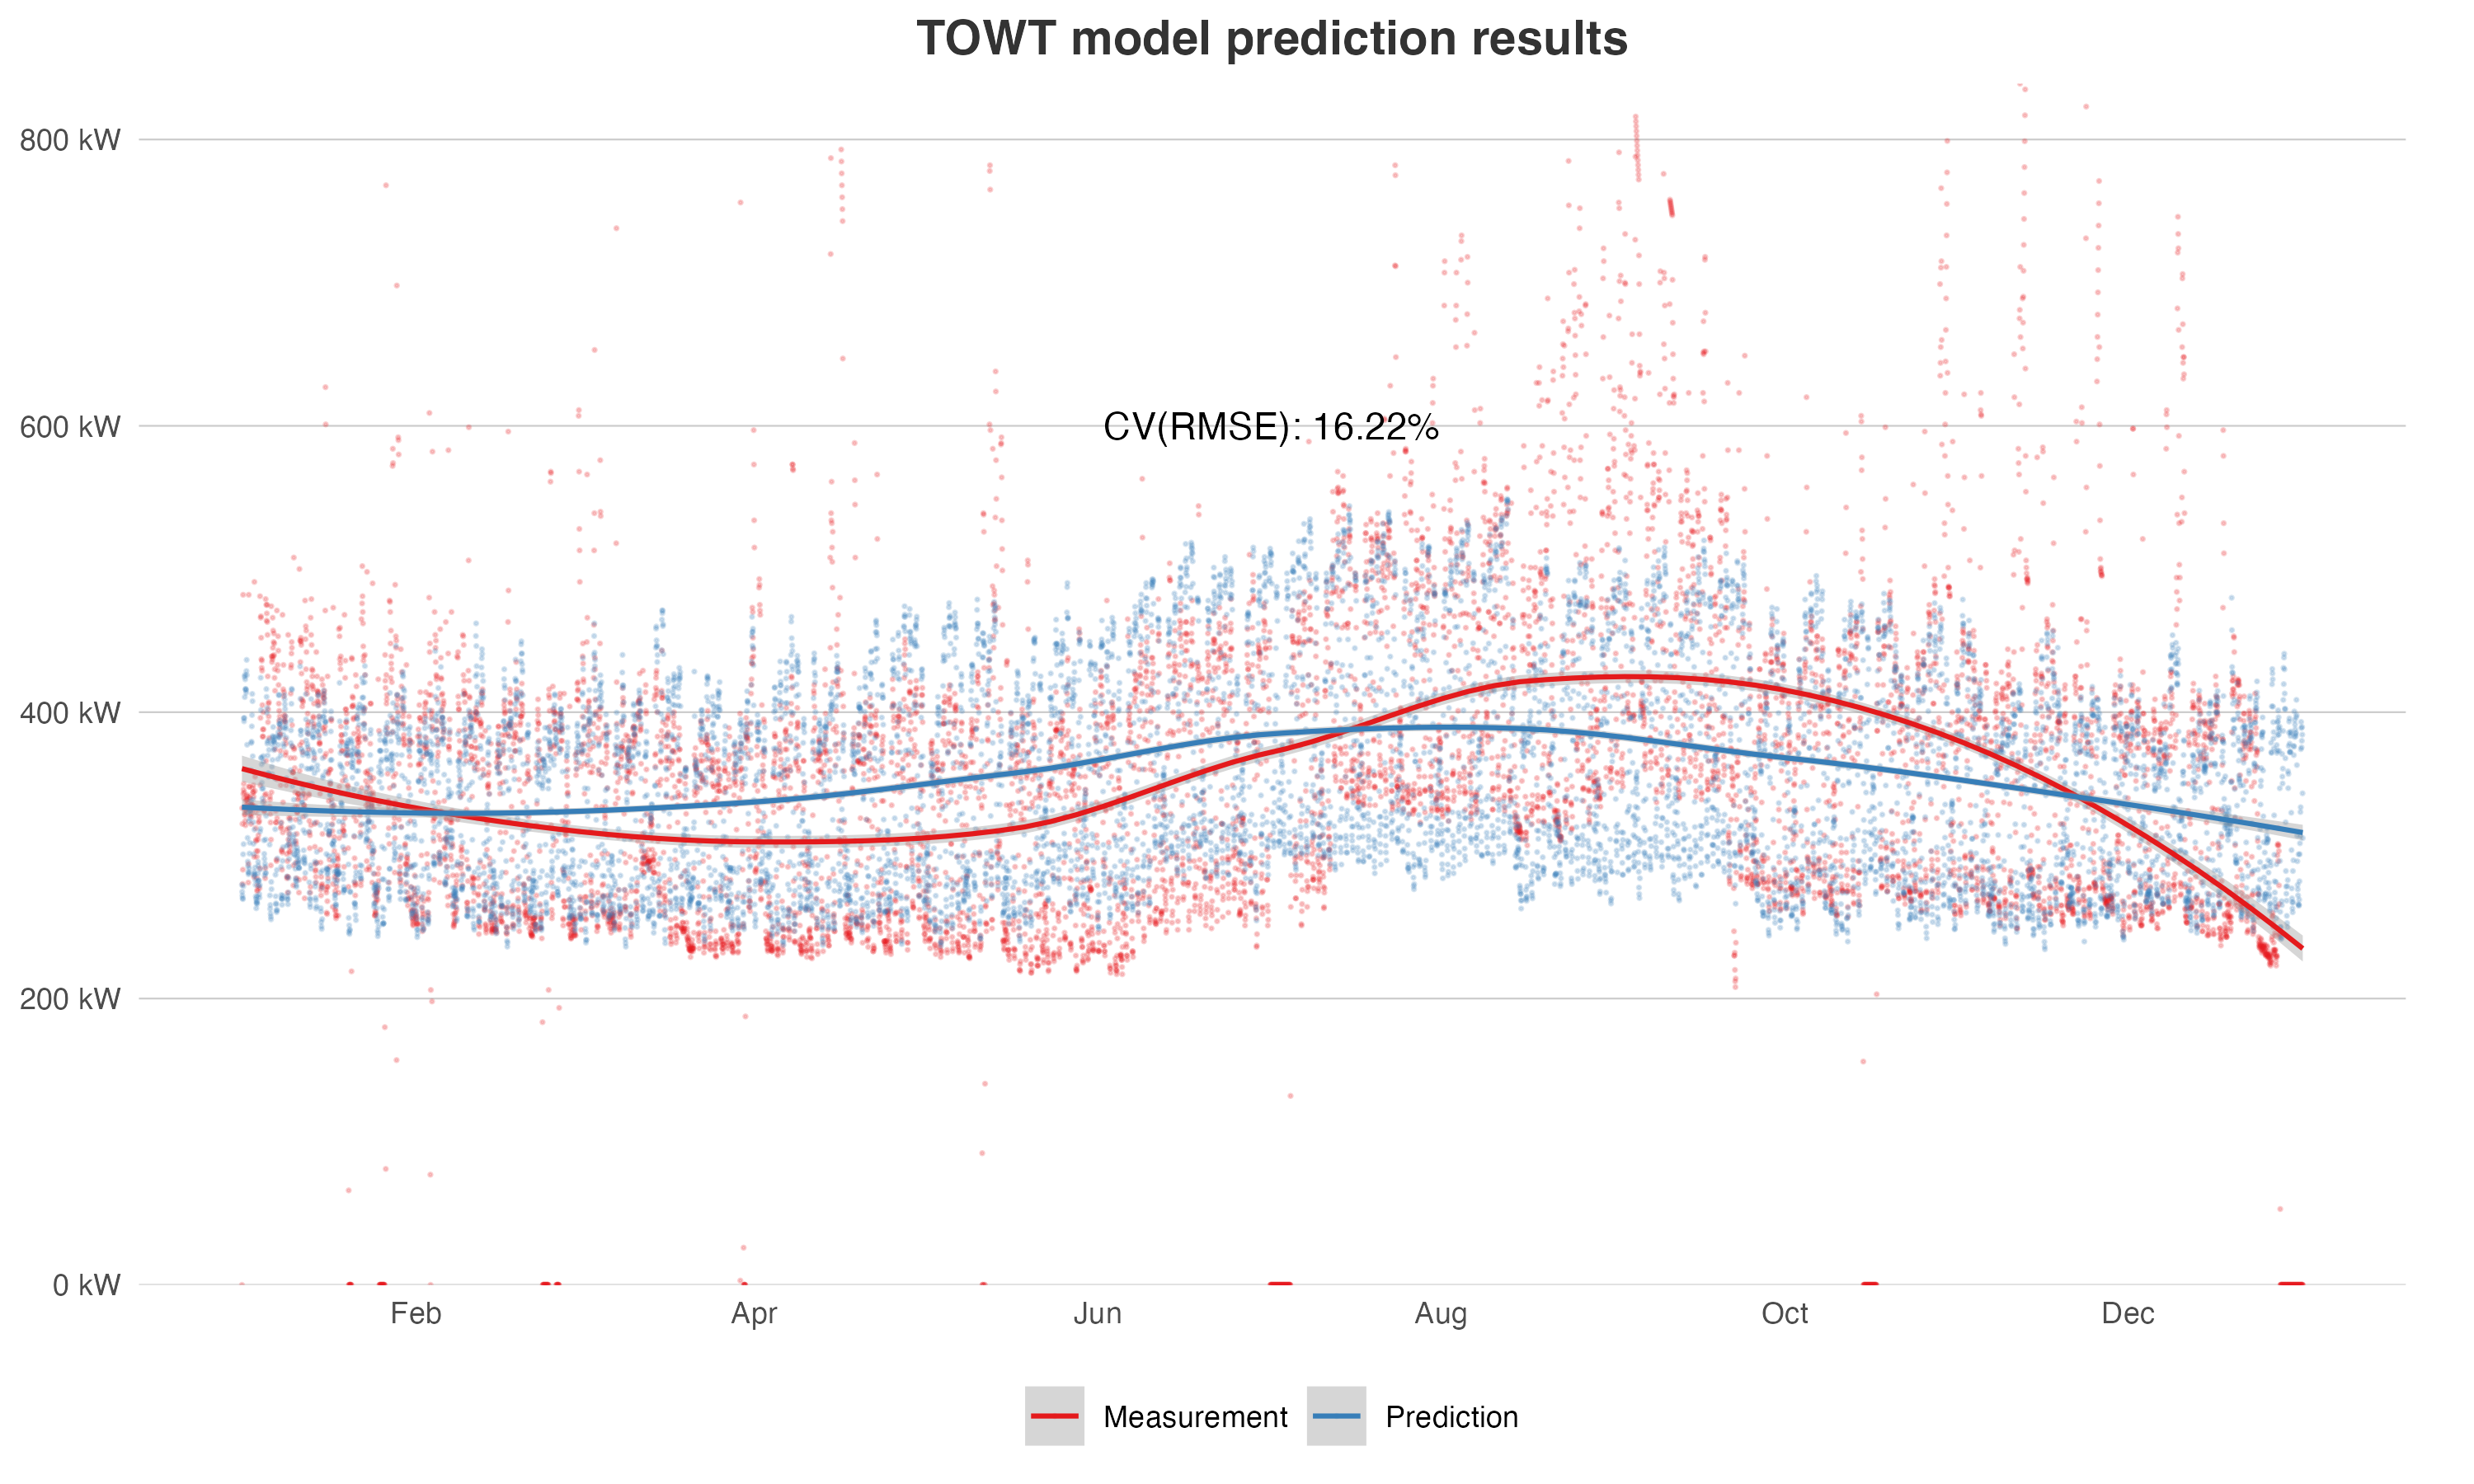 TOWT model prediction results
800 kW
600 kW
CV(RMSE): 16.22%
400 kW
200 kW
0 kW
Feb Apr Jun Aug Oct Dec
Measurement Prediction